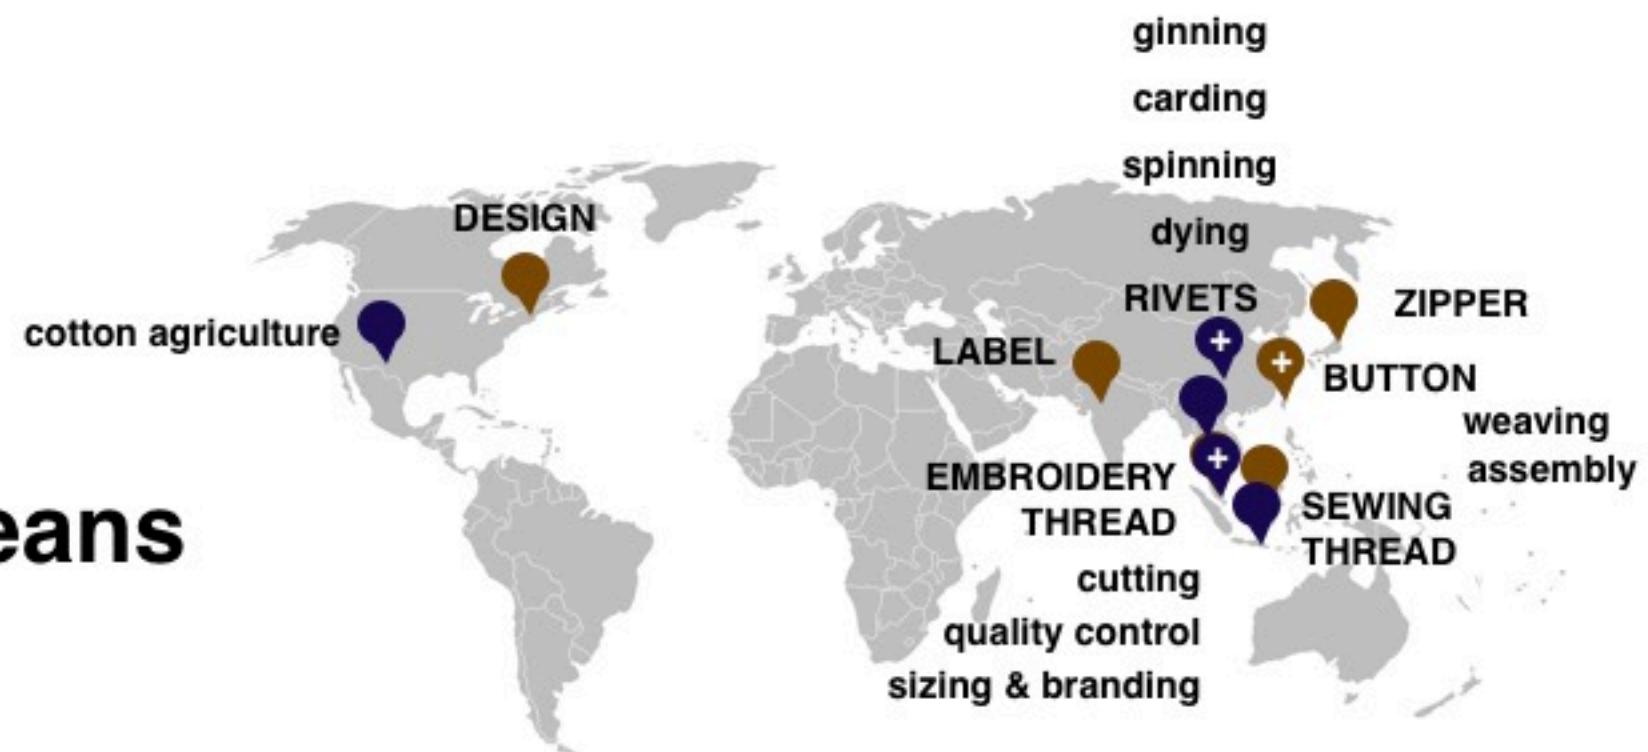 ginning
carding
spinning
dying
DESIGN
RIVETS
ZIPPER
cotton agriculture
LABEL
BUTTON
weaving
assembly
EMBROIDERY
THREAD
SEWING
THREAD
eans
cutting
quality control
sizing & branding